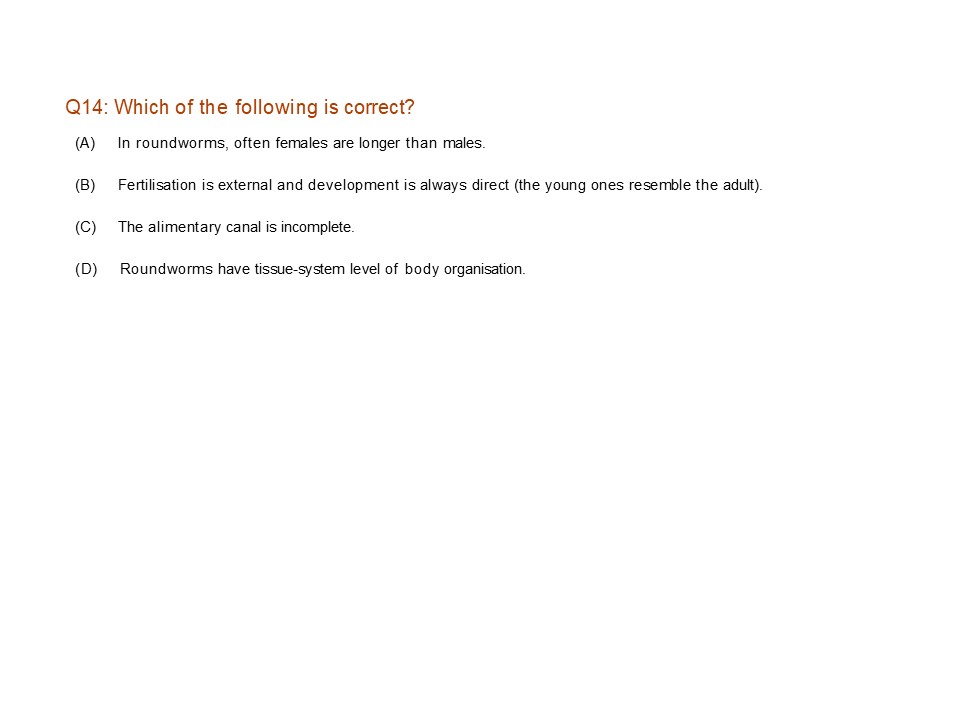 Q14: Which of the following is correct?
(A) In roundworms, often females are longer than males.
(B) Fertilisation is external and development is always direct (the young ones resemble the adult).
(C) The alimentary canal is incomplete.
(D) Roundworms have tissue-system level of body organisation.